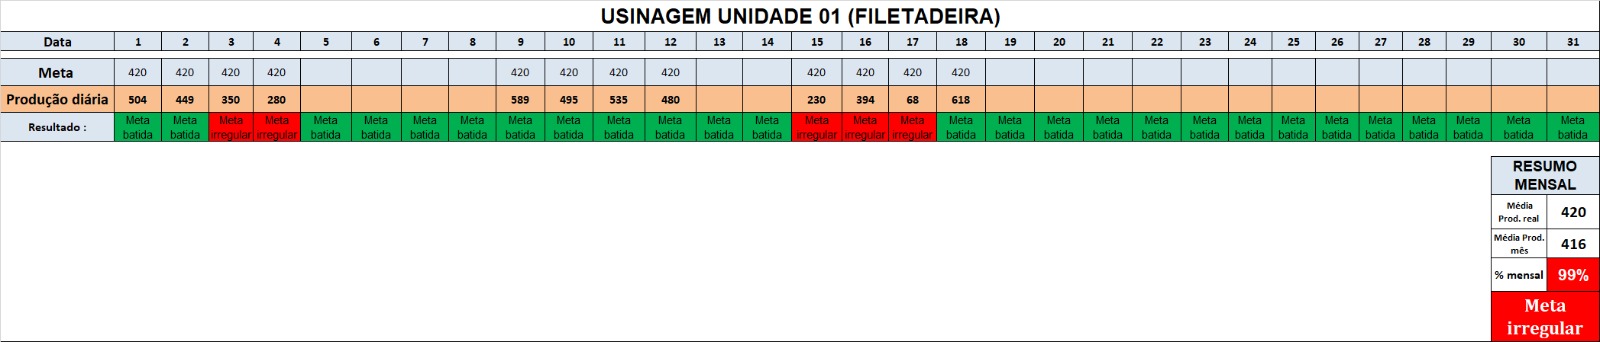 USINAGEM UNIDADE 01 (FILETADEIRA)
Data 1 2 3 4 5 6 7 8 9 10 11 12 13 14 15 16 17 18 19 20 21 22 23 24 25 26 27 28 29 30 31
Meta 420 420 420 420 420 420 420 420 420 420 420 420
Produção diária 504 449 350 280 589 495 535 480 230 394 68 618
Resultado : Meta Meta Meta Meta Meta Meta Meta Meta Meta Meta Meta Meta Meta Meta Meta Meta Meta Meta Meta Meta Meta Meta Meta Meta Meta Meta Meta Meta Meta Meta Meta
batida batida irregular irregular batida batida batida batida batida batida batida batida batida batida irregular irregular irregular batida batida batida batida batida batida batida batida batida batida batida batida batida batida
RESUMO
MENSAL
Média
Prod. real 420
Média Prod.
mês 416
% mensal 99%
Meta
irregular